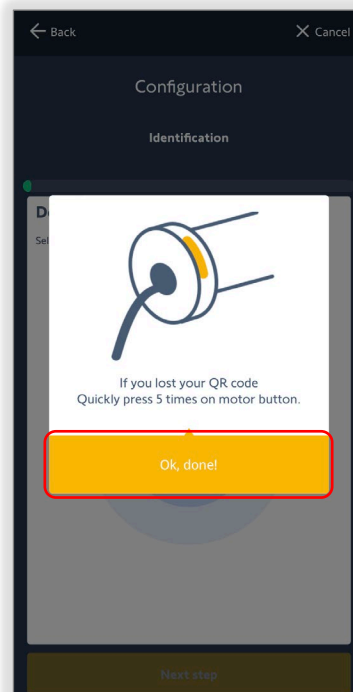 Back
Cancel
Configuration
Identification
D
Sel
If you lost your QR code
Quickly press 5 times on motor button.
Ok, done!
Next step